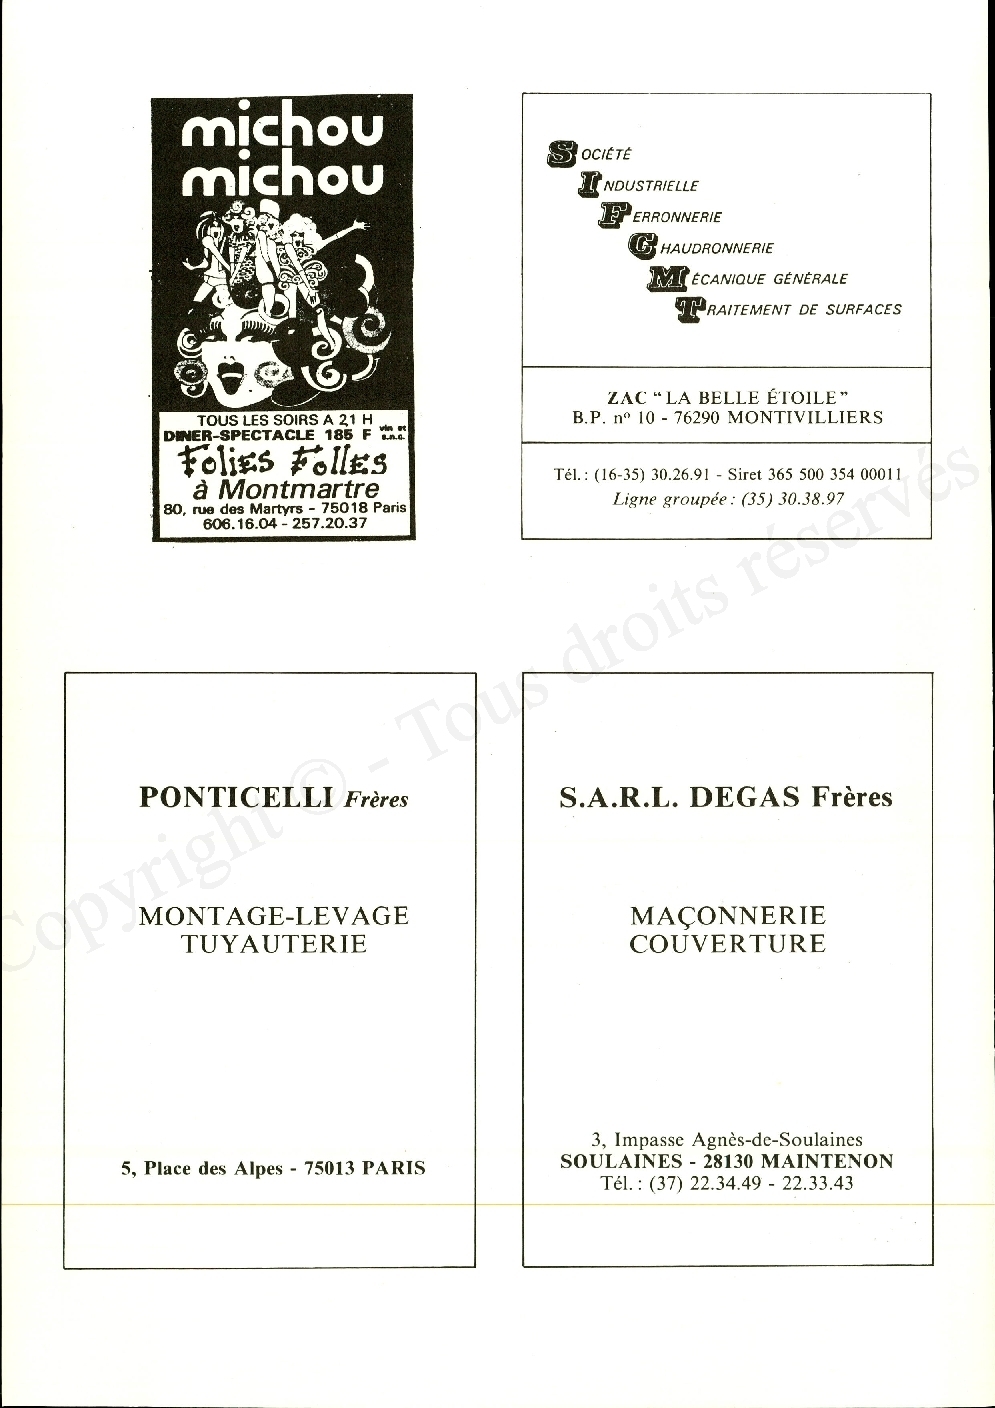 michou
michou
TOUS LES SOIRS A 21 H
DINER-SPECTACLE 185 F vin et s.n.c.
Folies Folles
à Montmartre
80, rue des Martyrs - 75018 Paris
606.16.04 - 257.20.37
SOCIÉTÉ
INDUSTRIELLE
FERRONNERIE
CHAUDRONNERIE
MÉCANIQUE GÉNÉRALE
TRAITEMENT DE SURFACES
ZAC "LA BELLE ÉTOILE"
B.P. nº 10 - 76290 MONTIVILLIERS
Tél. : (16-35) 30.26.91 - Siret 365 500 354 00011
Ligne groupée : (35) 30.38.97
PONTICELLI Frères
MONTAGE-LEVAGE
TUYAUTERIE
5, Place des Alpes - 75013 PARIS
S.A.R.L. DEGAS Frères
MAÇONNERIE
COUVERTURE
3, Impasse Agnès-de-Soulaines
SOULAINES - 28130 MAINTENON
Tél. : (37) 22.34.49 - 22.33.43
Copyright © - Tous droits réservés.